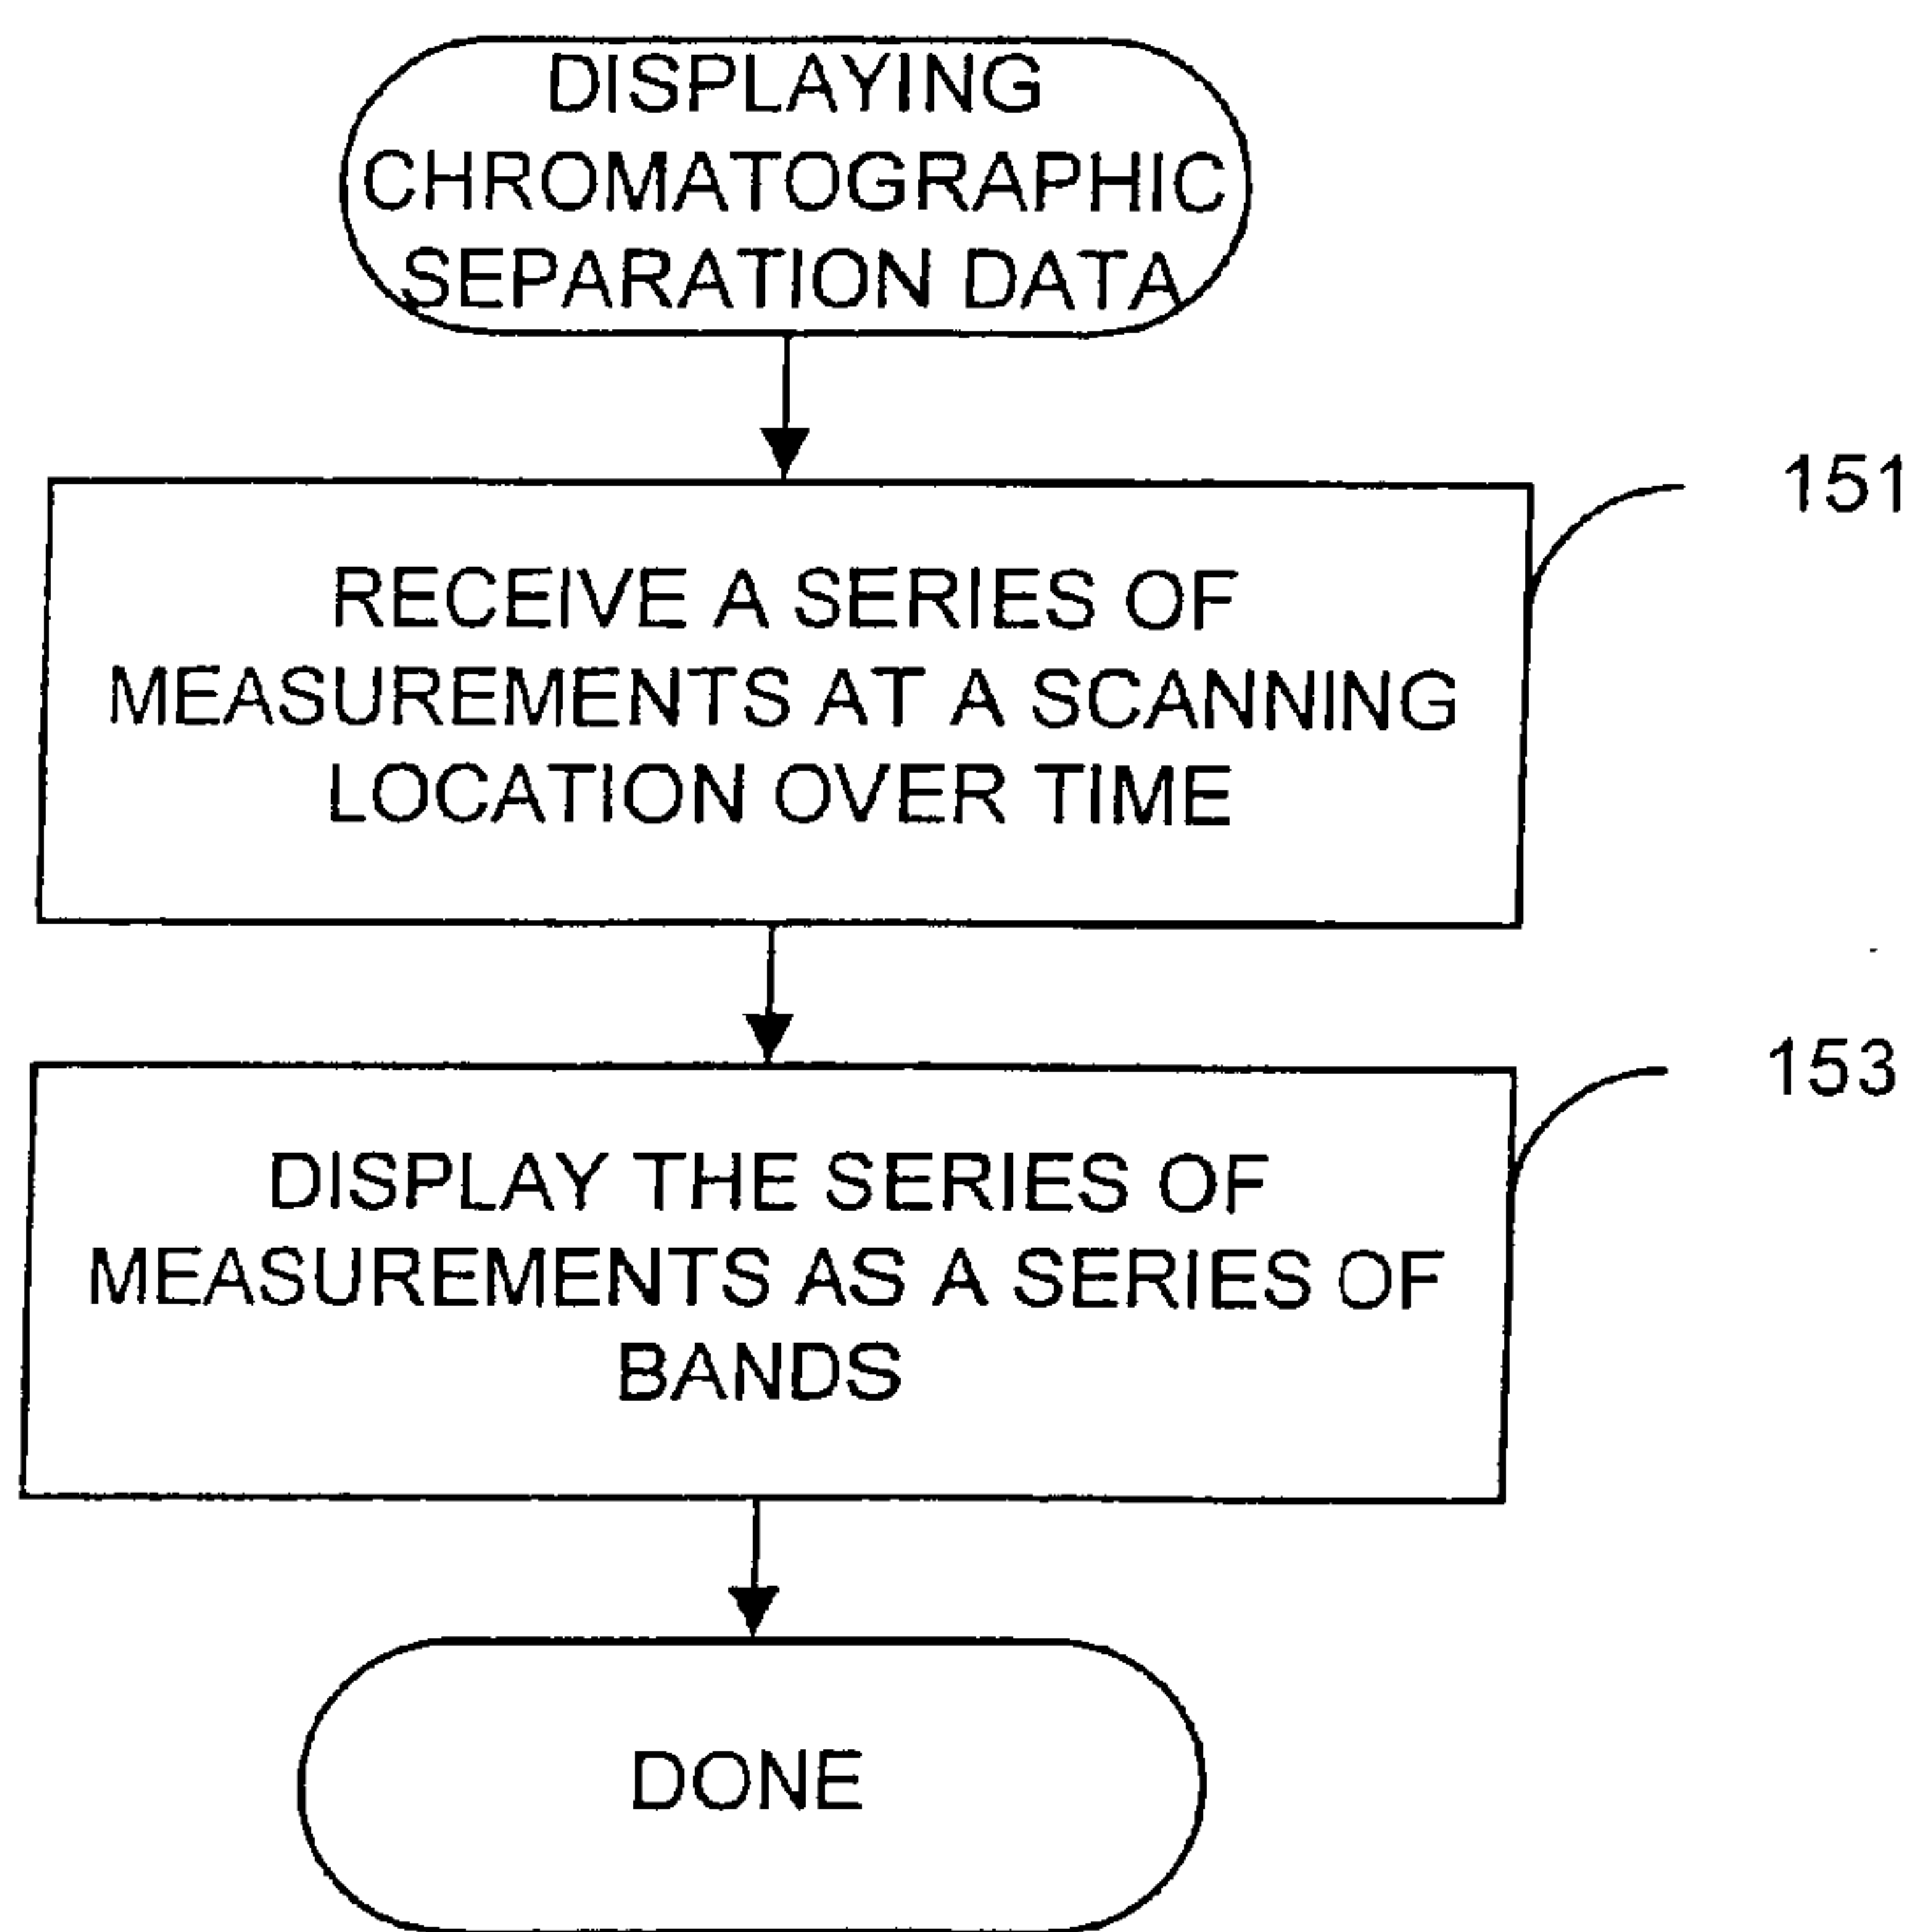 DISPLAYING
CHROMATOGRAPHIC
SEPARATION DATA
151
RECEIVE A SERIES OF
MEASUREMENTS AT A SCANNING
LOCATION OVER TIME
153
DISPLAY THE SERIES OF
MEASUREMENTS AS A SERIES OF
BANDS
DONE